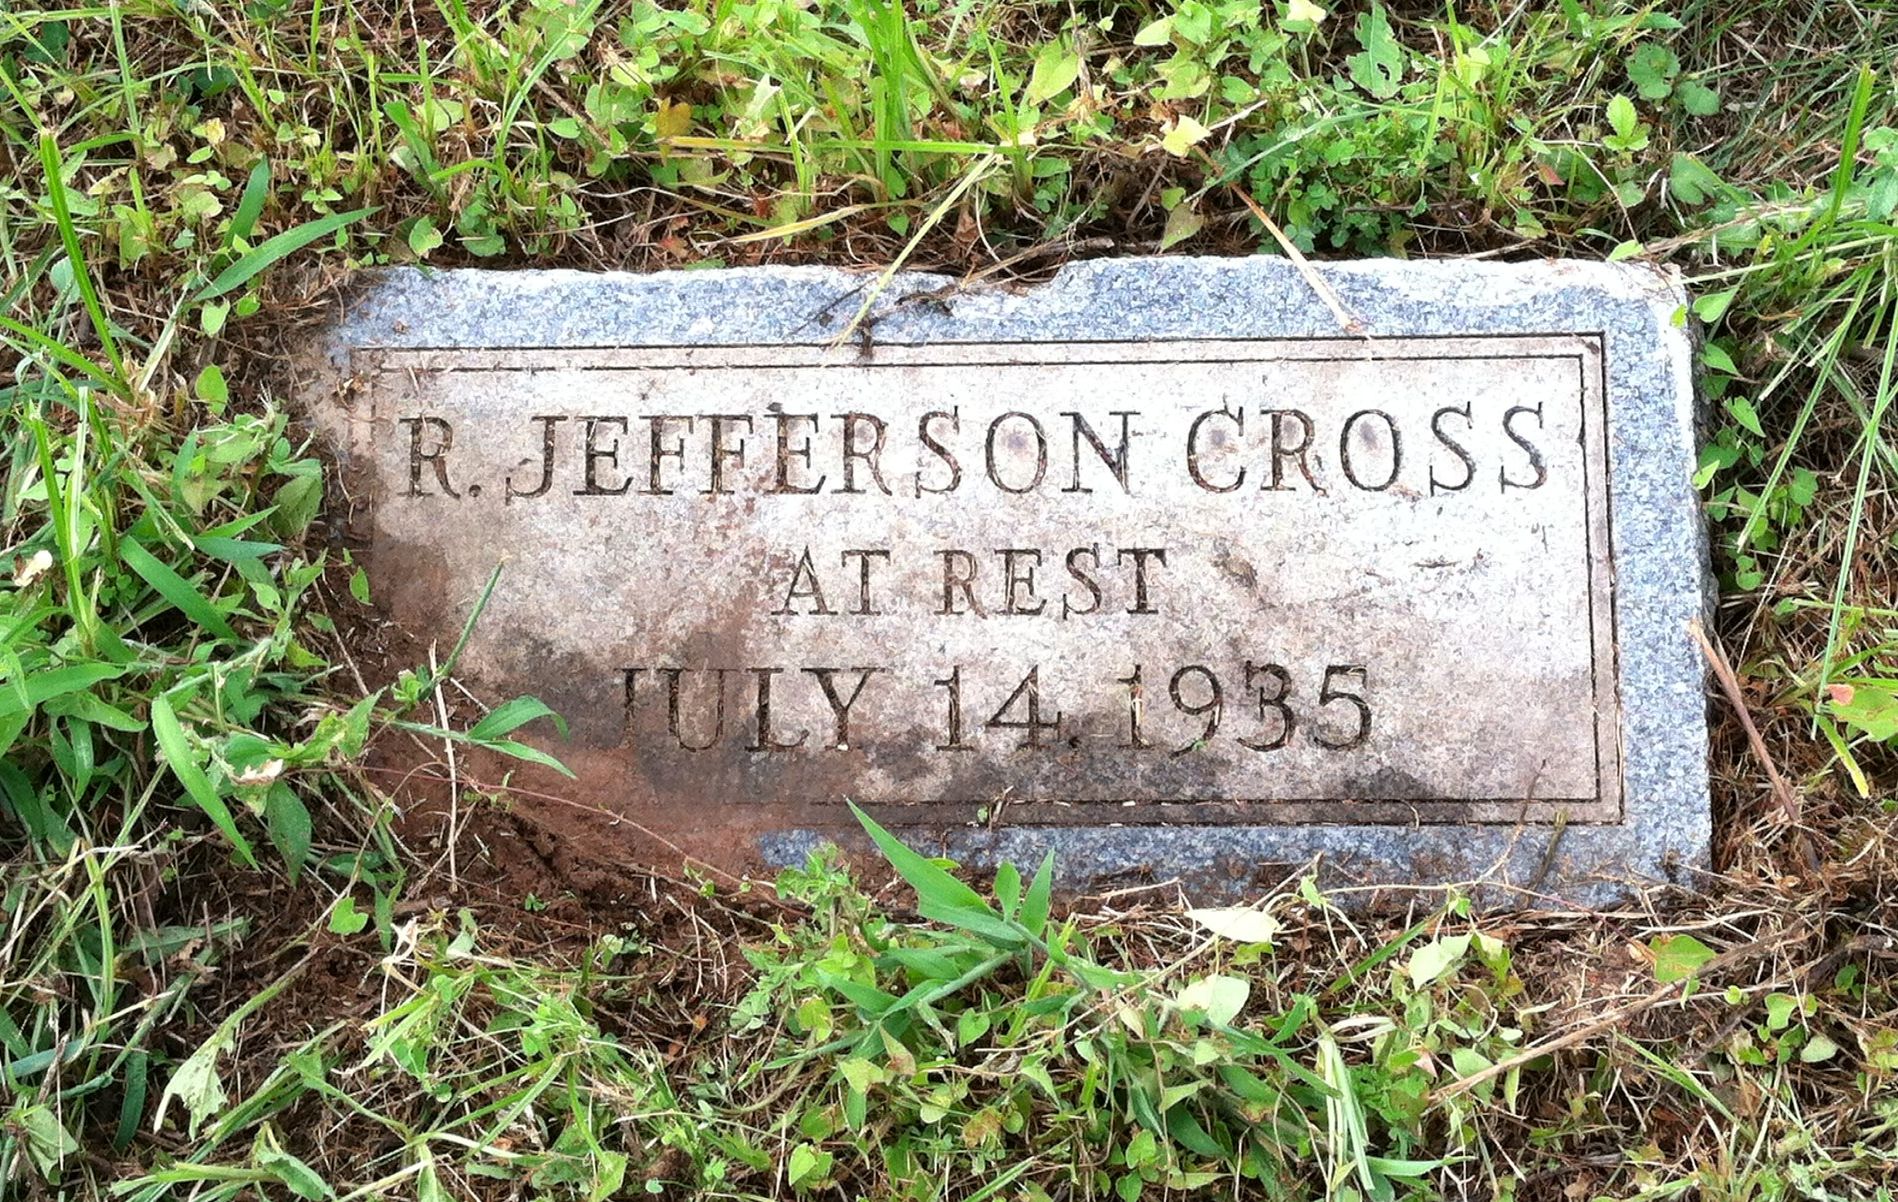 R. JEFFERSON CROSS
AT REST
JULY 14 1935